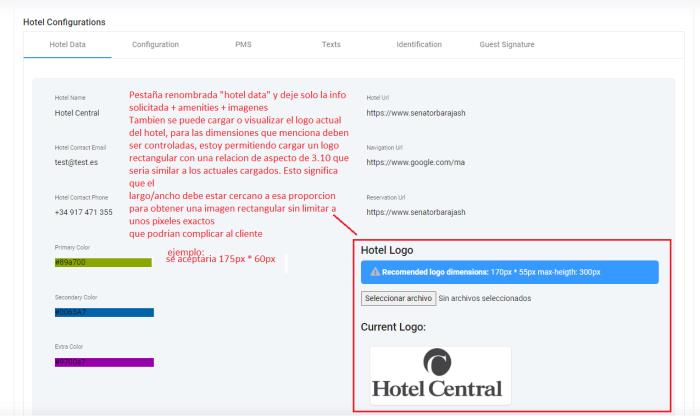 Hotel Configurations
Hotel Data
Configuration
PMS
Texts
Identification
Guest Signature
Hotel Name
Hotel Central
Hotel Contact Email
test@test.es
Hotel Contact Phone
+34 917 471 355
Primary Color
#89a700
Secondary Color
#0063A7
Extra Color
Pestaña renombrada "hotel data" y deje solo la info
solicitada + amenities + imagenes
Tambien se puede cargar o visualizar el logo actual
del hotel, para las dimensiones que menciona deben
ser controladas, estoy permitiendo cargar un logo
rectangular con una relacion de aspecto de 3.10 que
seria similar a los actuales cargados. Esto significa
que el
largo/ancho debe estar cercano a esa proporcion
para obtener una imagen rectangular sin limitar a
unos pixeles exactos
que podrian complicar al cliente
ejemplo:
se aceptaria 175px * 60px
Hotel Url
https://www.senatorbarajash
Navigation Url
https://www.google.com/ma
Reservation Url
https://www.senatorbarajash
Hotel Logo
Recomended logo dimensions: 170px * 55px max-heigth: 300px
Seleccionar archivo Sin archivos seleccionados
Current Logo:
Hotel Central